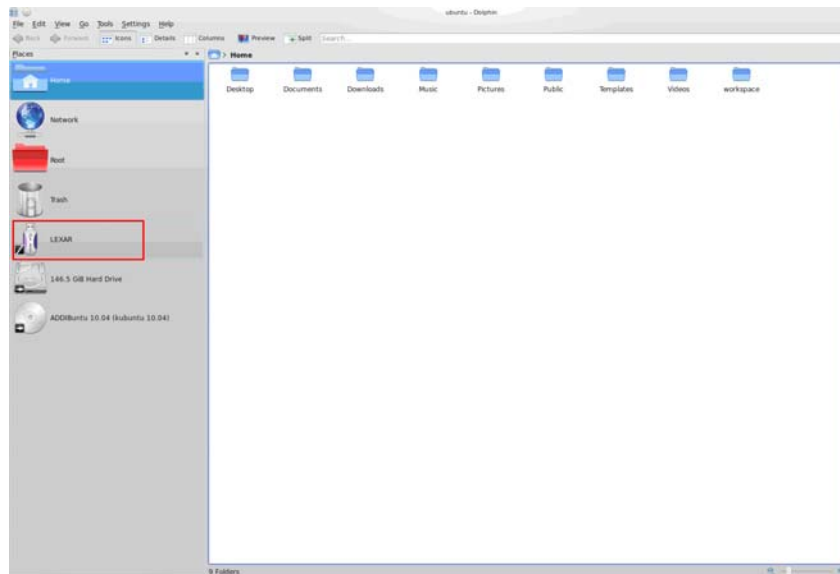 ubuntu – Dolphin
File Edit View Go Tools Settings Help
Back Forward Icons Details Columns Preview Split Search...
Places
Home
Home
Network
Root
Trash
LEXAR
146.5 GiB Hard Drive
ADDIBuntu 10.04 (kubuntu 10.04)
Desktop Documents Downloads Music Pictures Public Templates Videos workspace
9 Folders